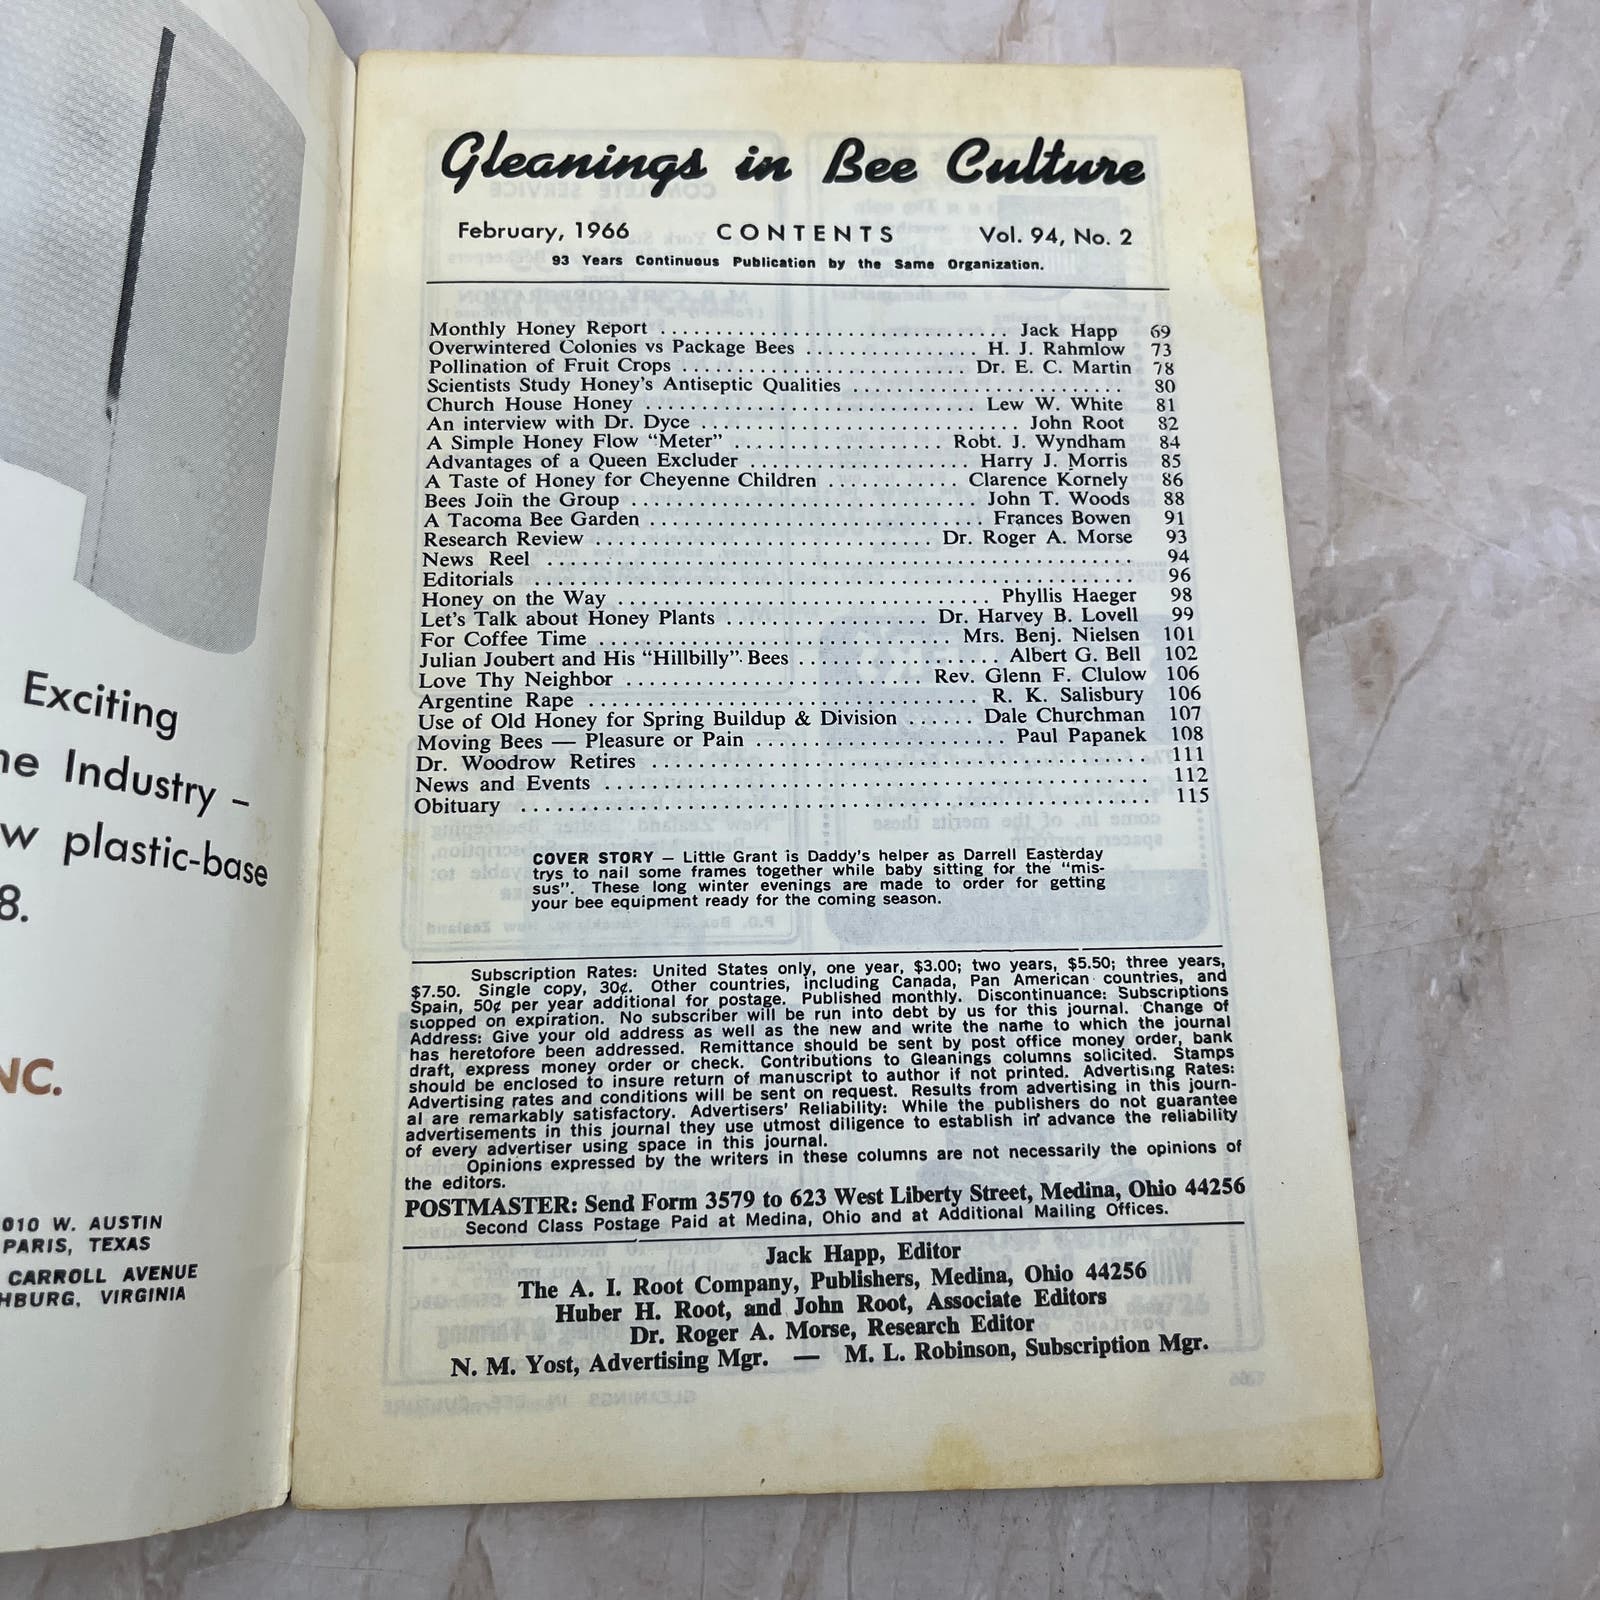 Exciting
ne Industry –
w plastic-base
8.
NC.
010 W. AUSTIN
PARIS, TEXAS
CARROLL AVENUE
HBURG, VIRGINIA
Gleanings in Bee Culture
February, 1966 CONTENTS Vol. 94, No. 2
93 Years Continuous Publication by the Same Organization.
Monthly Honey Report ........ Jack Happ 69
Overwintered Colonies vs Package Bees ........ H. J. Rahmlow 73
Pollination of Fruit Crops ........ Dr. E. C. Martin 78
Scientists Study Honey's Antiseptic Qualities ........ 80
Church House Honey ........ Lew W. White 81
An interview with Dr. Dyce ........ John Root 82
A Simple Honey Flow "Meter" ........ Robt. J. Wyndham 84
Advantages of a Queen Excluder ........ Harry J. Morris 85
A Taste of Honey for Cheyenne Children ........ Clarence Kornely 86
Bees Join the Group ........ John T. Woods 88
A Tacoma Bee Garden ........ Frances Bowen 91
Research Review ........ Dr. Roger A. Morse 93
News Reel ........ 94
Editorials ........ 96
Honey on the Way ........ Phyllis Haeger 98
Let's Talk about Honey Plants ........ Dr. Harvey B. Lovell 99
For Coffee Time ........ Mrs. Benj. Nielsen 101
Julian Joubert and His "Hillbilly" Bees ........ Albert G. Bell 102
Love Thy Neighbor ........ Rev. Glenn F. Clulow 106
Argentine Rape ........ R. K. Salisbury 106
Use of Old Honey for Spring Buildup & Division ...... Dale Churchman 107
Moving Bees — Pleasure or Pain ........ Paul Papanek 108
Dr. Woodrow Retires ........ 111
News and Events ........ 112
Obituary ........ 115
COVER STORY – Little Grant is Daddy's helper as Darrell Easterday
trys to nail some frames together while baby sitting for the "mis-
sus". These long winter evenings are made to order for getting
your bee equipment ready for the coming season.
Subscription Rates: United States only, one year, $3.00; two years, $5.50; three years,
$7.50. Single copy, 30¢. Other countries, including Canada, Pan American countries, and
Spain, 50¢ per year additional for postage. Published monthly. Discontinuance: Subscriptions
stopped on expiration. No subscriber will be run into debt by us for this journal. Change of
Address: Give your old address as well as the new and write the name to which the journal
has heretofore been addressed. Remittance should be sent by post office money order, bank
draft, express money order or check. Contributions to Gleanings columns solicited. Stamps
should be enclosed to insure return of manuscript to author if not printed. Advertising Rates:
Advertising rates and conditions will be sent on request. Results from advertising in this journ-
al are remarkably satisfactory. Advertisers' Reliability: While the publishers do not guarantee
advertisements in this journal they use utmost diligence to establish in advance the reliability
of every advertiser using space in this journal.
Opinions expressed by the writers in these columns are not necessarily the opinions of
the editors.
POSTMASTER: Send Form 3579 to 623 West Liberty Street, Medina, Ohio 44256
Second Class Postage Paid at Medina, Ohio and at Additional Mailing Offices.
Jack Happ, Editor
The A. I. Root Company, Publishers, Medina, Ohio 44256
Huber H. Root, and John Root, Associate Editors
Dr. Roger A. Morse, Research Editor
N. M. Yost, Advertising Mgr. — M. L. Robinson, Subscription Mgr.